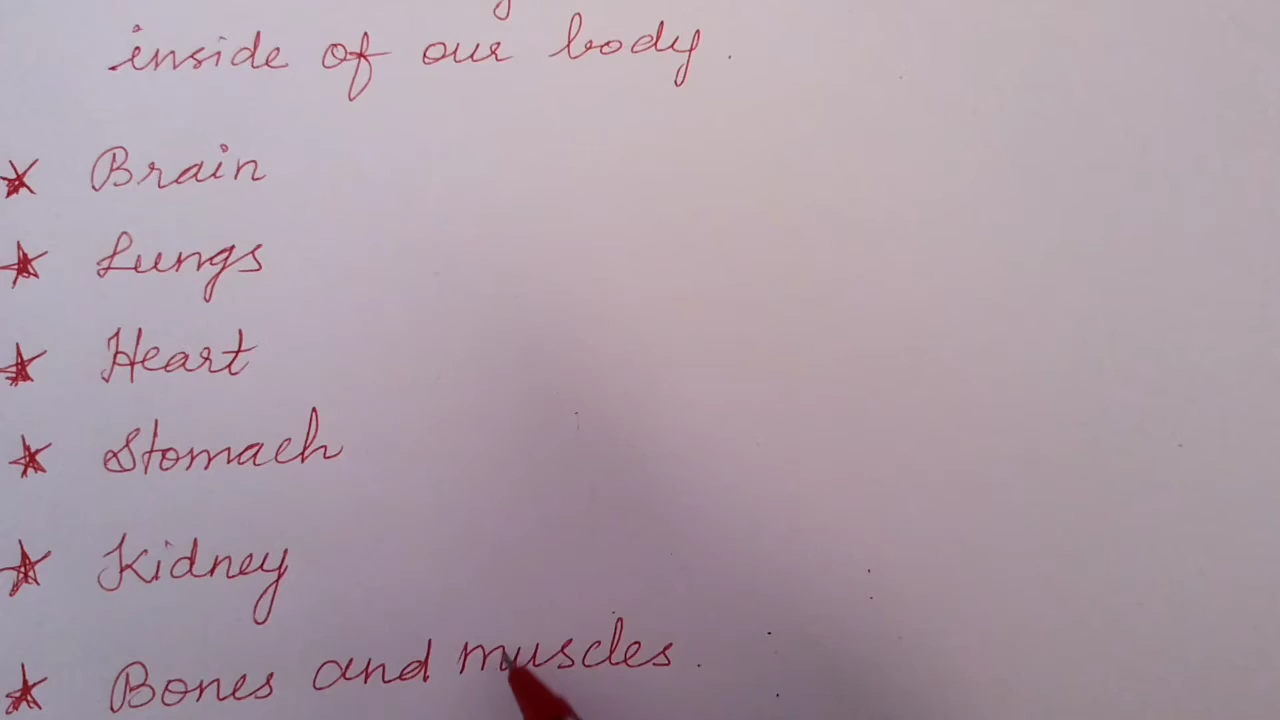 inside of our body.
Brain
Lungs
Heart
Stomach
Kidney
Bones and muscles.